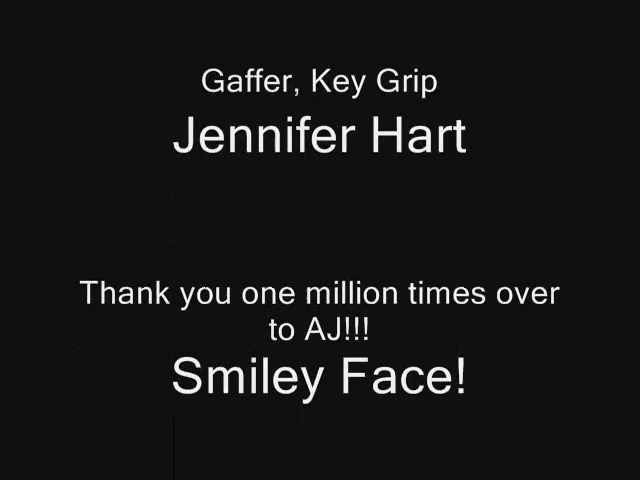 Gaffer, Key Grip
Jennifer Hart
Thank you one million times over
to AJ!!!
Smiley Face!